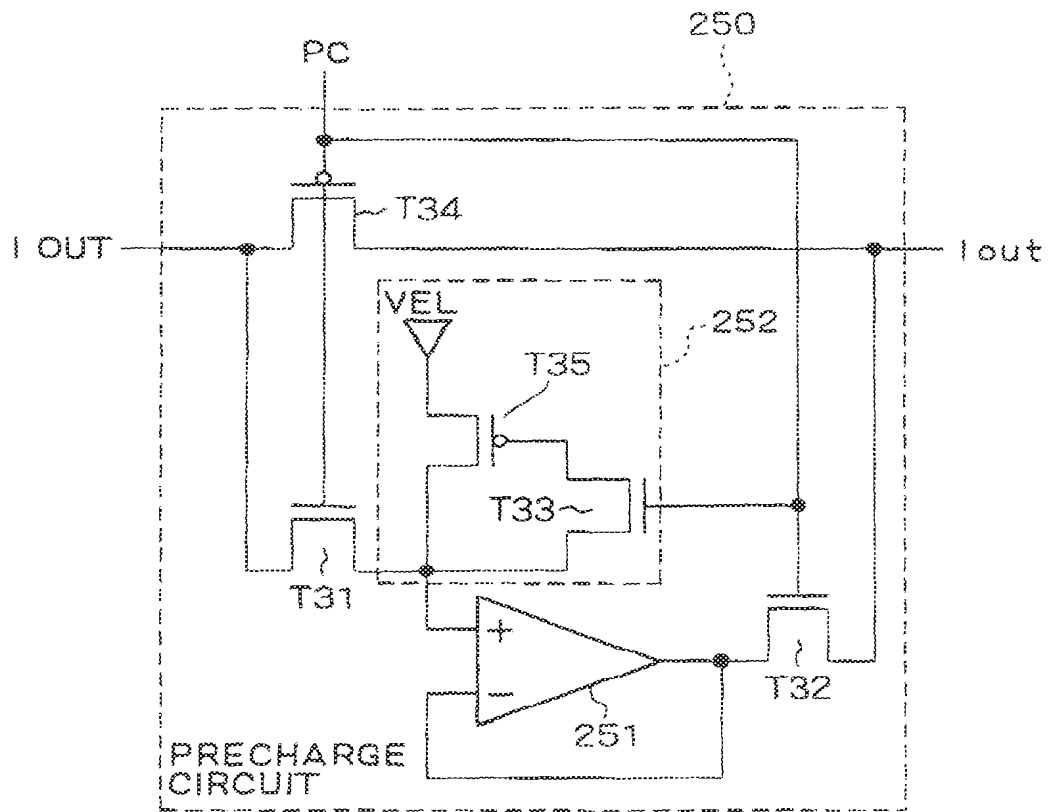 250
PC
T34
I OUT
Iout
VEL
252
T35
T33
T31
+
T32
−
251
PRECHARGE
CIRCUIT